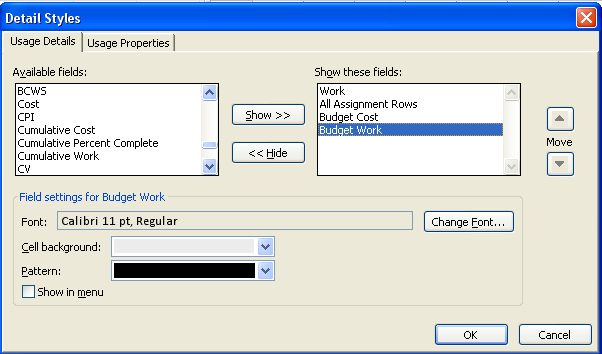 Detail Styles
Usage Details
Usage Properties
Available fields:
BCWS
Cost
CPI
Cumulative Cost
Cumulative Percent Complete
Cumulative Work
CV
Show >>
<< Hide
Show these fields:
Work
All Assignment Rows
Budget Cost
Budget Work
Move
Field settings for Budget Work
Font: Calibri 11 pt, Regular
Change Font...
Cell background:
Pattern:
Show in menu
OK
Cancel